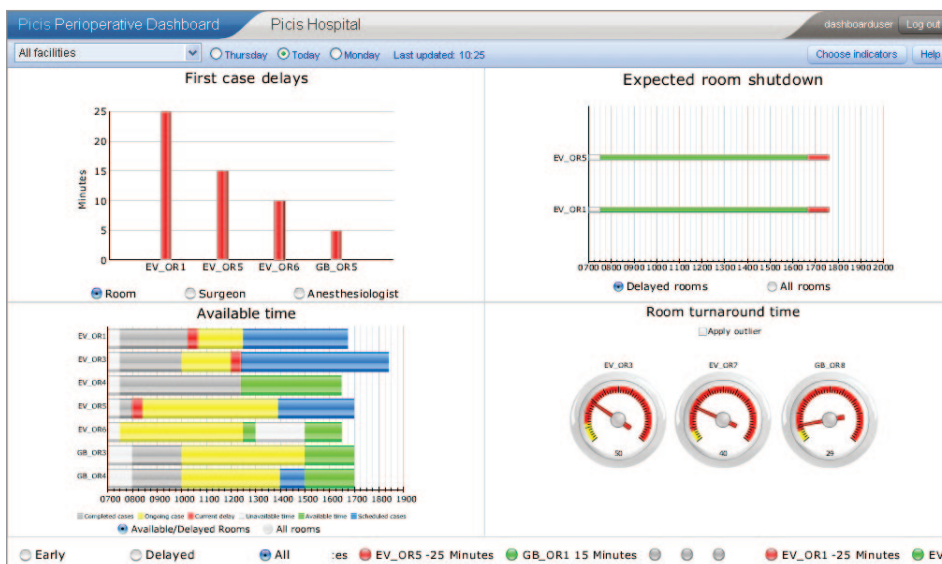 Picis Perioperative Dashboard
Picis Hospital
dashboarduser
Log out
All facilities
Thursday
Today
Monday
Last updated: 10:25
Choose indicators
Help
First case delays
Minutes
25
20
15
10
5
0
EV_OR1 EV_OR5 EV_OR6 GB_OR5
Room Surgeon Anesthesiologist
Expected room shutdown
EV_OR5
EV_OR1
0700 0800 0900 1000 1100 1200 1300 1400 1500 1600 1700 1800 1900 2000
Delayed rooms All rooms
Available time
EV_OR1
EV_OR3
EV_OR4
EV_OR5
EV_OR6
GB_OR3
GB_OR4
0700 0800 0900 1000 1100 1200 1300 1400 1500 1600 1700 1800 1900
Completed cases Ongoing case Current delay Unavailable time Available time Scheduled cases
Available/Delayed Rooms All rooms
Room turnaround time
Apply outlier
EV_OR3 EV_OR7 GB_OR8
50 40 29
Early Delayed All :es EV_OR5 -25 Minutes GB_OR1 15 Minutes EV_OR1 -25 Minutes EV